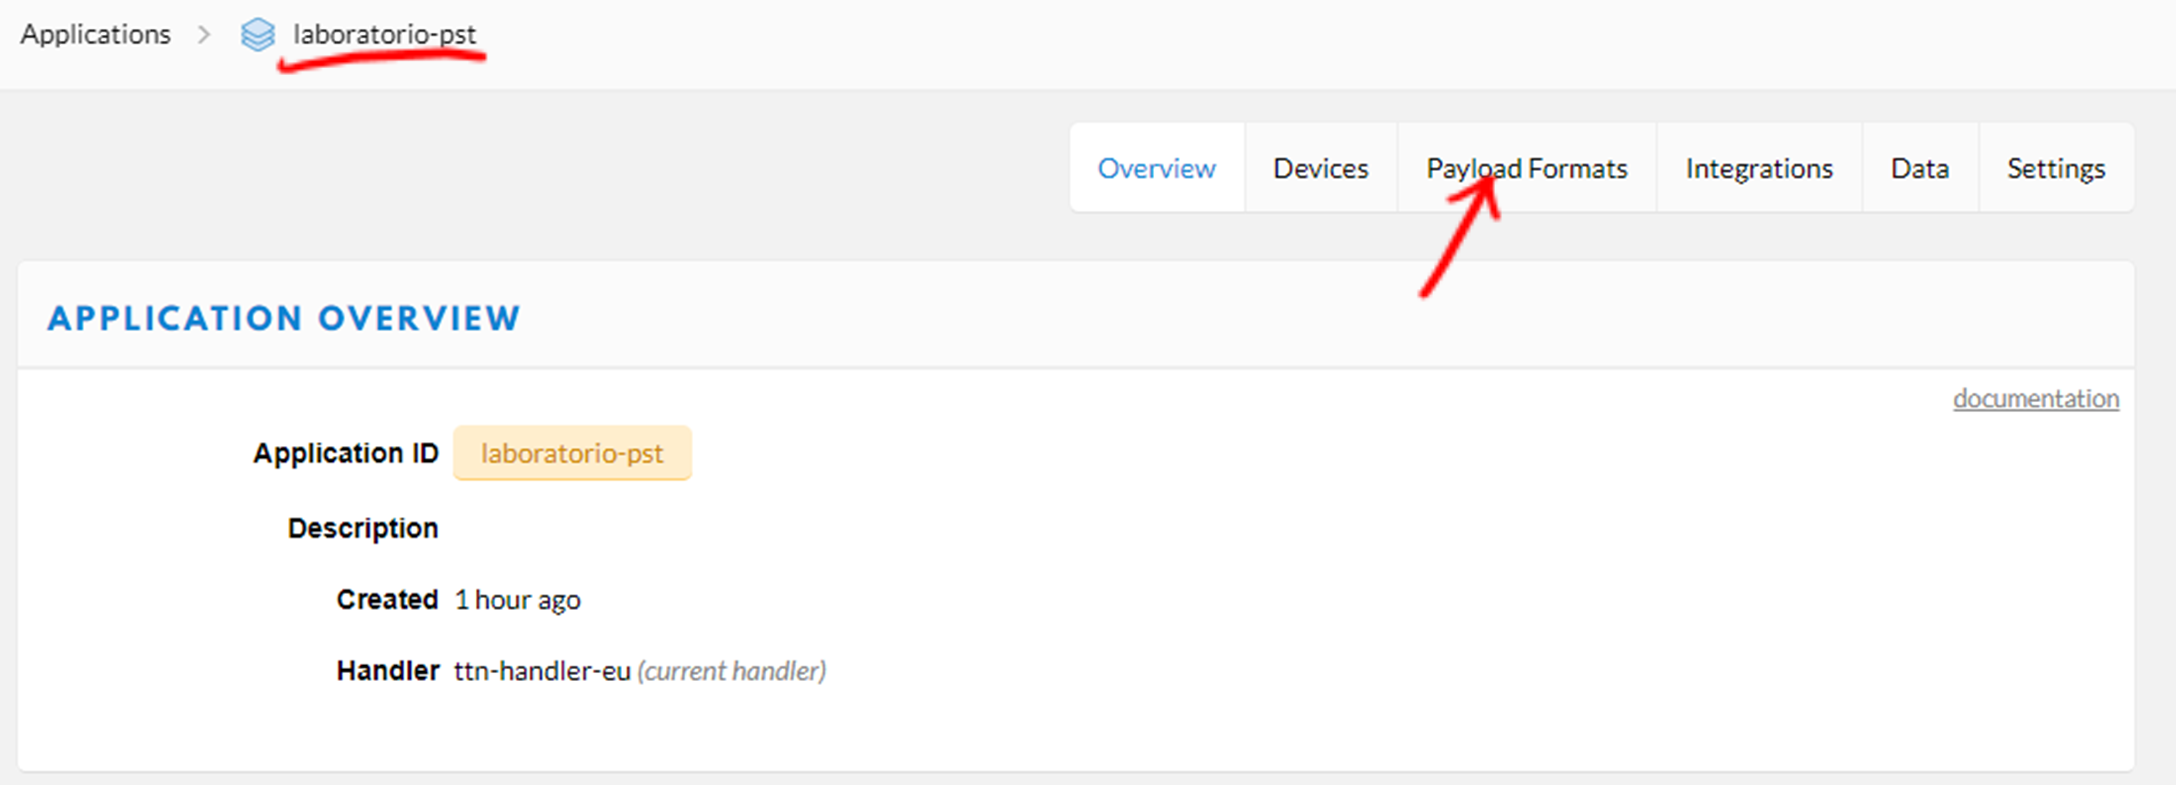 Applications > laboratorio-pst
Overview Devices Payload Formats Integrations Data Settings
APPLICATION OVERVIEW
documentation
Application ID laboratorio-pst
Description
Created 1 hour ago
Handler ttn-handler-eu (current handler)